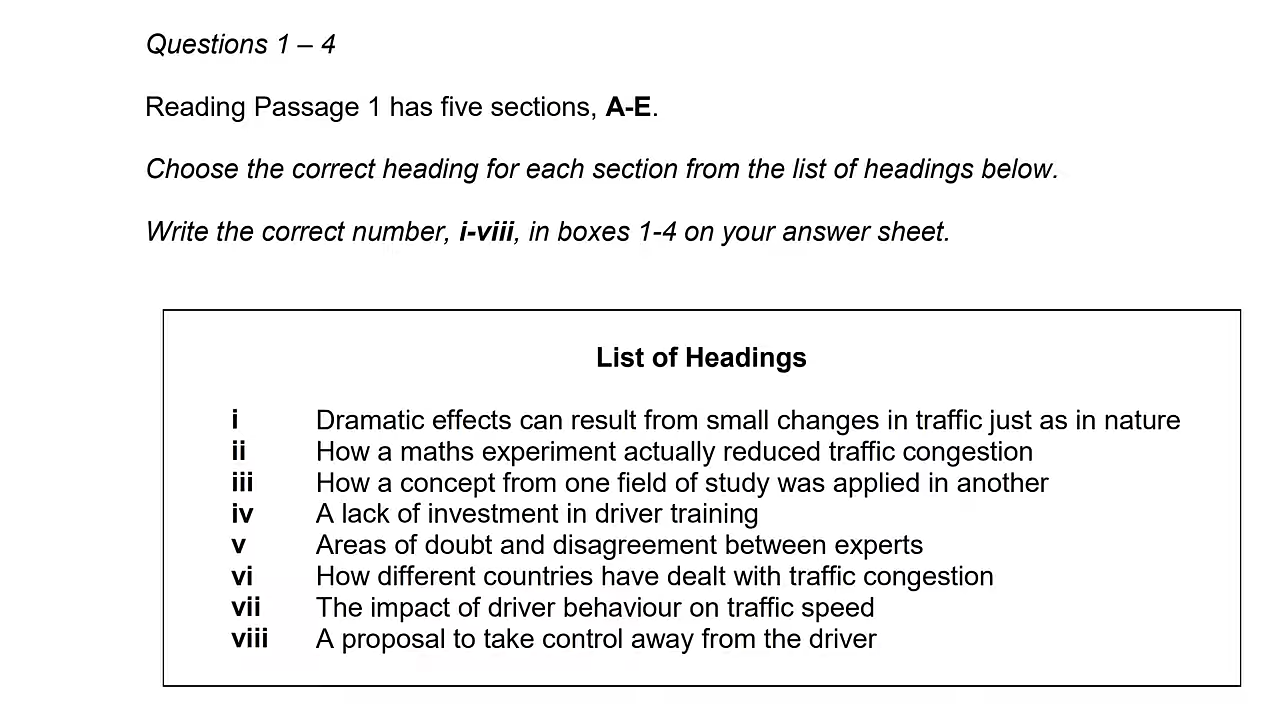 Questions 1 – 4
Reading Passage 1 has five sections, A-E.
Choose the correct heading for each section from the list of headings below.
Write the correct number, i-viii, in boxes 1-4 on your answer sheet.
List of Headings
i Dramatic effects can result from small changes in traffic just as in nature
ii How a maths experiment actually reduced traffic congestion
iii How a concept from one field of study was applied in another
iv A lack of investment in driver training
v Areas of doubt and disagreement between experts
vi How different countries have dealt with traffic congestion
vii The impact of driver behaviour on traffic speed
viii A proposal to take control away from the driver